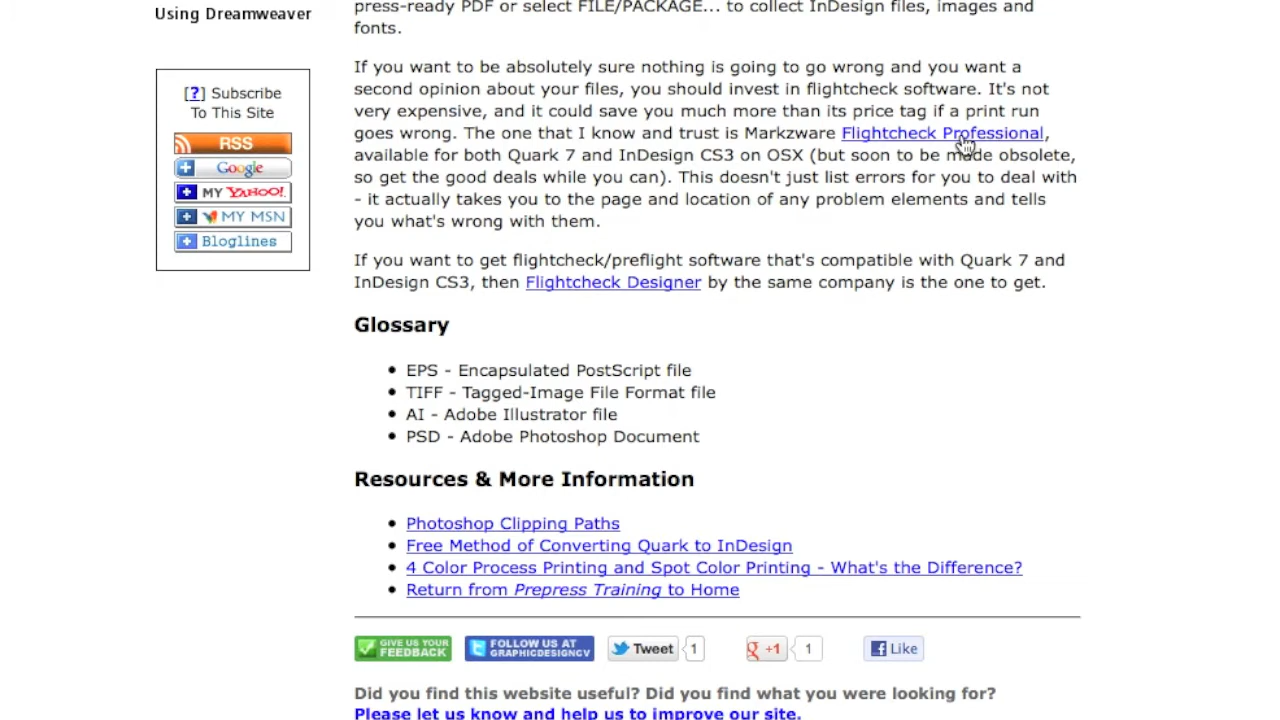 Using Dreamweaver
[?] Subscribe
To This Site
RSS
Google
MY YAHOO!
MY MSN
Bloglines
press-ready PDF or select FILE/PACKAGE... to collect InDesign files, images and
fonts.
If you want to be absolutely sure nothing is going to go wrong and you want a
second opinion about your files, you should invest in flightcheck software. It's not
very expensive, and it could save you much more than its price tag if a print run
goes wrong. The one that I know and trust is Markzware Flightcheck Professional,
available for both Quark 7 and InDesign CS3 on OSX (but soon to be made obsolete,
so get the good deals while you can). This doesn't just list errors for you to deal with
- it actually takes you to the page and location of any problem elements and tells
you what's wrong with them.
If you want to get flightcheck/preflight software that's compatible with Quark 7 and
InDesign CS3, then Flightcheck Designer by the same company is the one to get.
Glossary
• EPS - Encapsulated PostScript file
• TIFF - Tagged-Image File Format file
• AI - Adobe Illustrator file
• PSD - Adobe Photoshop Document
Resources & More Information
• Photoshop Clipping Paths
• Free Method of Converting Quark to InDesign
• 4 Color Process Printing and Spot Color Printing - What's the Difference?
• Return from Prepress Training to Home
GIVE US YOUR
FEEDBACK
FOLLOW US AT
GRAPHICDESIGNCV
Tweet 1
+1 1
Like
Did you find this website useful? Did you find what you were looking for?
Please let us know and help us to improve our site.